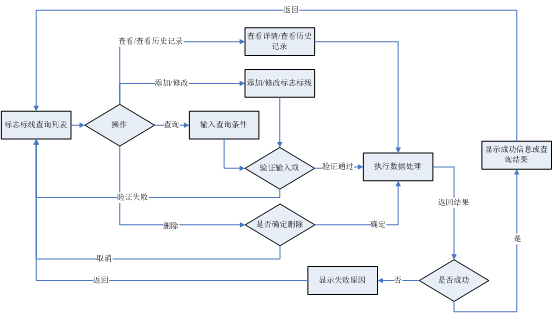 返回
查看/查看历史记录
查看详情/查看历史
记录
添加/修改
添加/修改标志标线
标志标线查询列表
操作
查询
输入查询条件
验证输入项
验证通过
执行数据处理
显示成功信息或查
询结果
验证失败
删除
是否确定删除
确定
返回结果
是
取消
返回
显示失败原因
否
是否成功